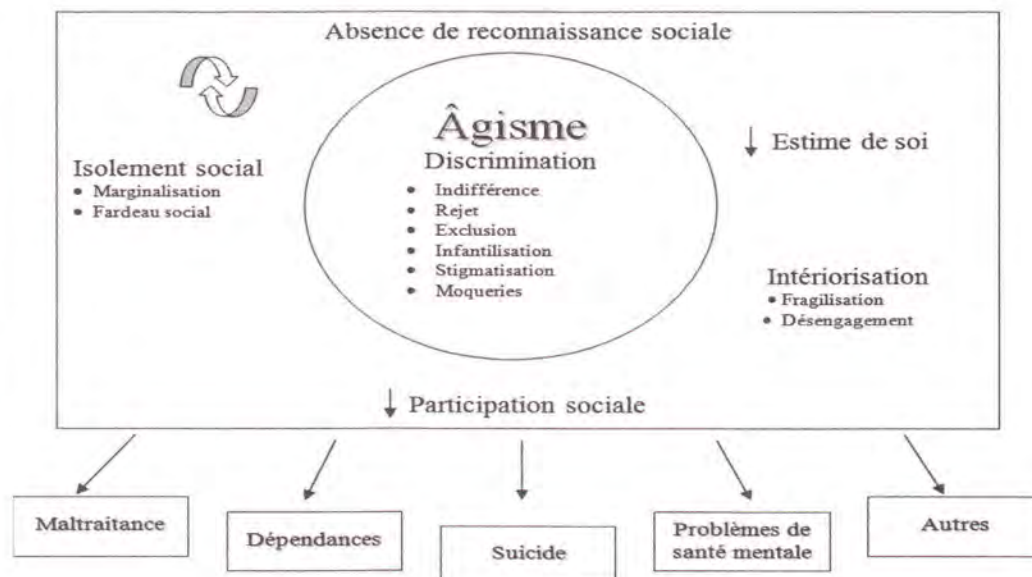 Absence de reconnaissance sociale
Âgisme
Discrimination
• Indifférence
• Rejet
• Exclusion
• Infantilisation
• Stigmatisation
• Moqueries
Isolement social
• Marginalisation
• Fardeau social
↓ Estime de soi
Intériorisation
• Fragilisation
• Désengagement
↓ Participation sociale
Maltraitance
Dépendances
Suicide
Problèmes de
santé mentale
Autres